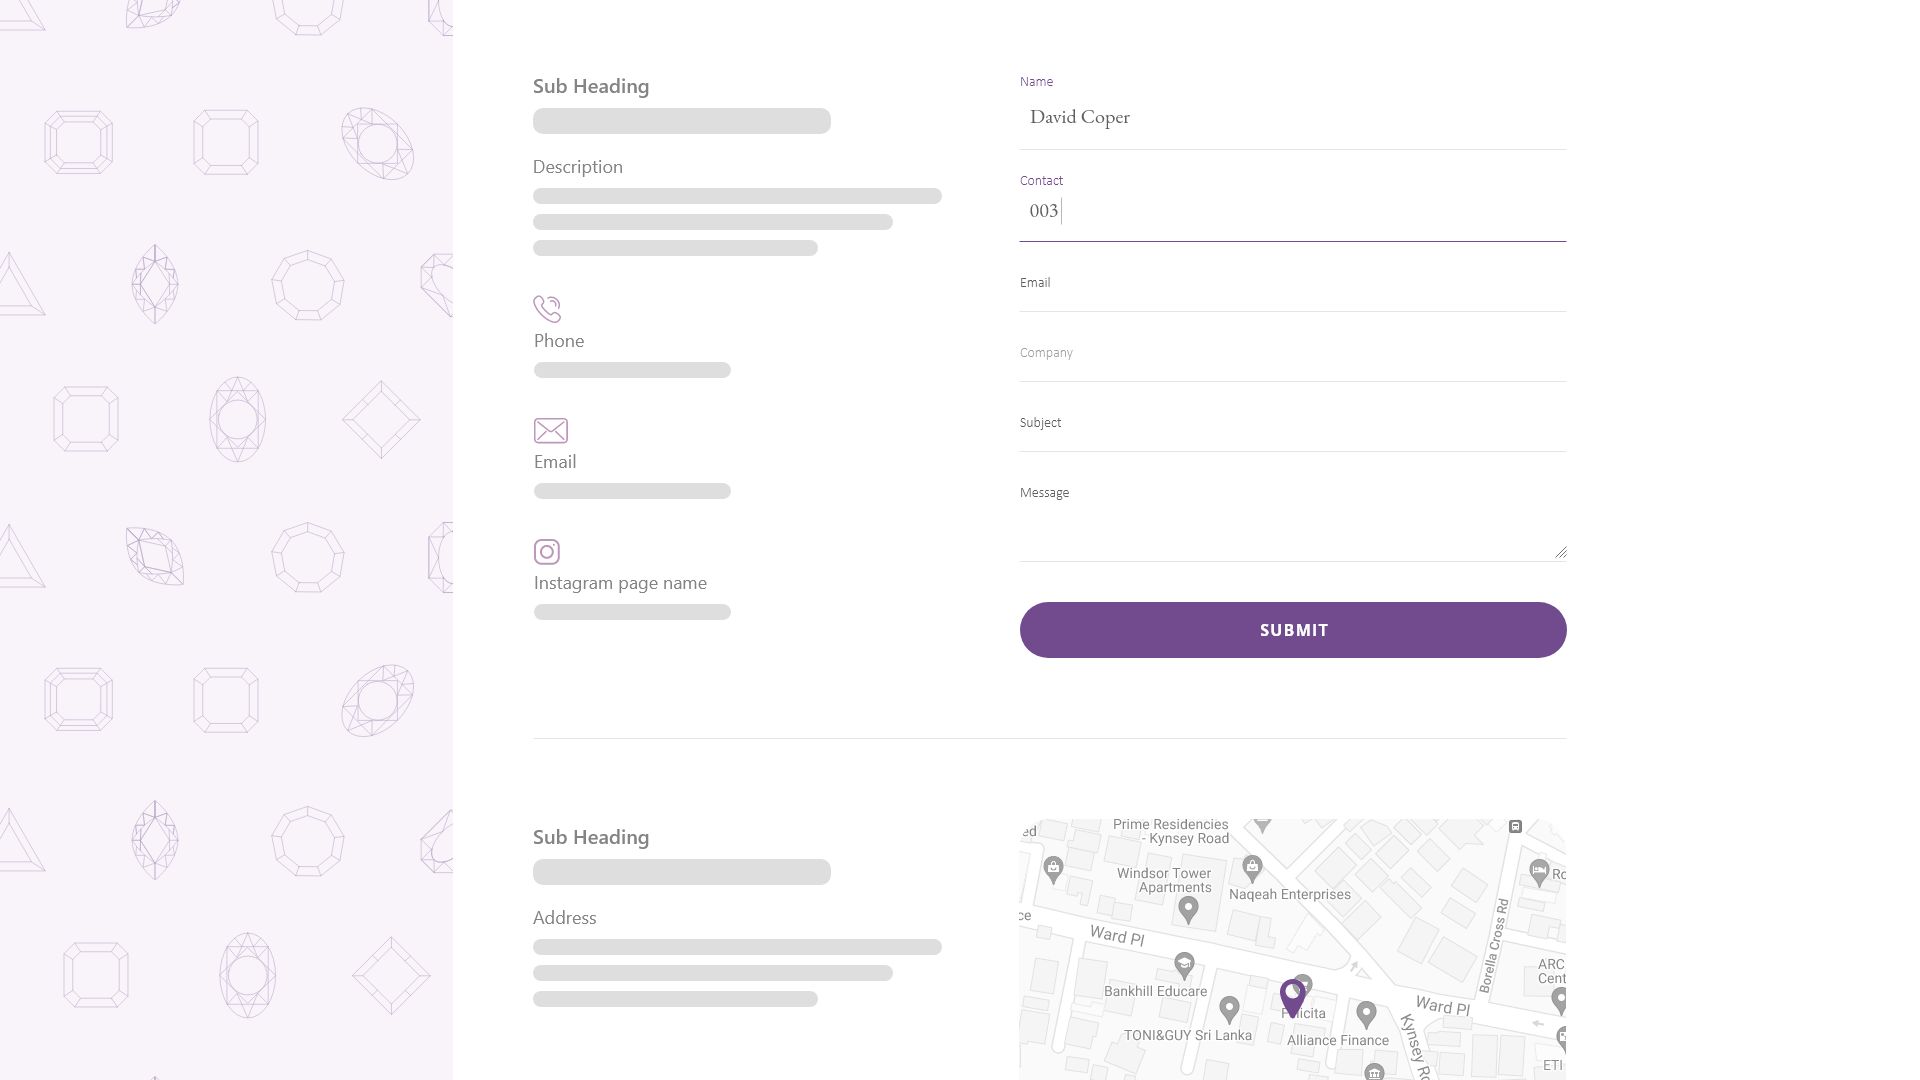 Sub Heading
Description
Phone
Email
Instagram page name
Name
David Coper
Contact
003
Email
Company
Subject
Message
SUBMIT
Sub Heading
Address
ed
Prime Residencies
- Kynsey Road
Windsor Tower
Apartments
Naqeah Enterprises
Ro
ce
Ward Pl
Borella Cross Rd
ARC
Cent
Bankhill Educare
Ward Pl
TONI&GUY Sri Lanka
Alliance Finance
Kynsey Rd
ETI